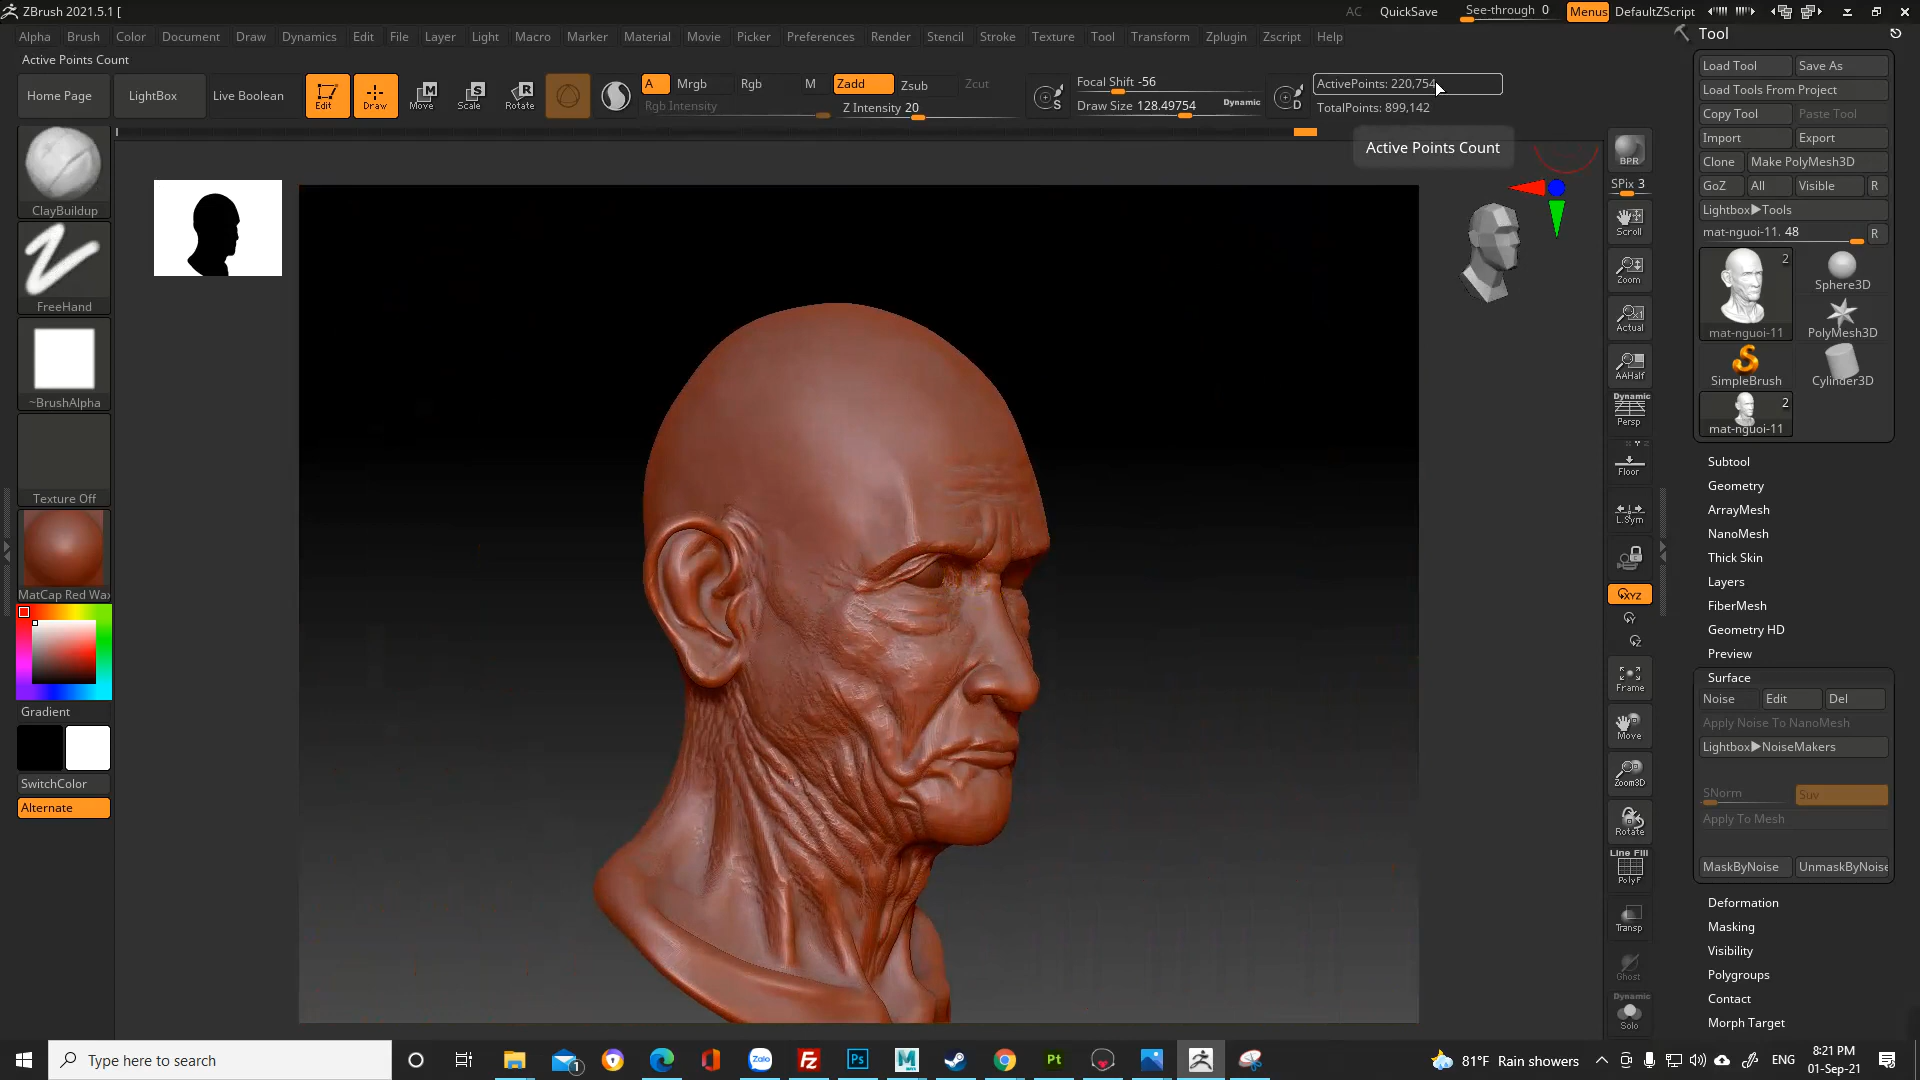 ZBrush 2021.5.1 [
AC QuickSave See-through 0 Menus DefaultZScript
Alpha Brush Color Document Draw Dynamics Edit File Layer Light Macro Marker Material Movie Picker Preferences Render Stencil Stroke Texture Tool Transform Zplugin Zscript Help
Active Points Count
Home Page LightBox Live Boolean Edit Draw Move Scale Rotate
A Mrgb Rgb M Zadd Zsub Zcut
Rgb Intensity Z Intensity 20
Focal Shift -56
Draw Size 128.49754 Dynamic
S D
ActivePoints: 220,754
TotalPoints: 899,142
Active Points Count
ClayBuildup
FreeHand
~BrushAlpha
Texture Off
MatCap Red Wax
Gradient
SwitchColor
Alternate
BPR
SPix 3
Scroll
Zoom
Actual
AAHalf
Dynamic
Persp
Floor
L.Sym
XYZ
Y
Z
Frame
Move
Zoom3D
Rotate
Line Fill
PolyF
Transp
Ghost
Dynamic
Solo
Tool
Load Tool Save As
Load Tools From Project
Copy Tool Paste Tool
Import Export
Clone Make PolyMesh3D
GoZ All Visible R
Lightbox▶Tools
mat-nguoi-11. 48 R
2
mat-nguoi-11
Sphere3D
PolyMesh3D
SimpleBrush
Cylinder3D
2
mat-nguoi-11
Subtool
Geometry
ArrayMesh
NanoMesh
Thick Skin
Layers
FiberMesh
Geometry HD
Preview
Surface
Noise Edit Del
Apply Noise To NanoMesh
Lightbox▶NoiseMakers
SNorm Suv
Apply To Mesh
MaskByNoise UnmaskByNoise
Deformation
Masking
Visibility
Polygroups
Contact
Morph Target
Type here to search
1
Zalo
Fz
Ps
M
Pt
81°F Rain showers
ENG
8:21 PM
01-Sep-21